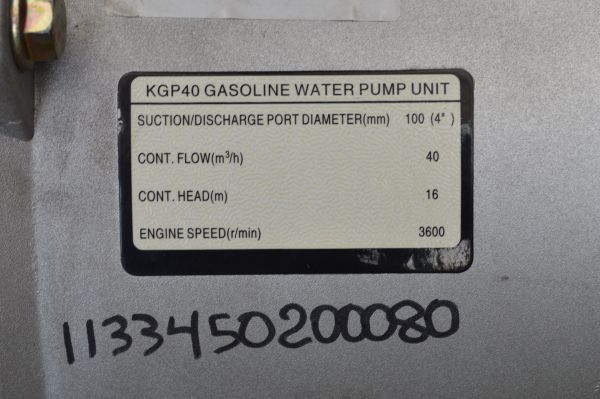 KGP40 GASOLINE WATER PUMP UNIT
SUCTION/DISCHARGE PORT DIAMETER(mm) 100 (4")
CONT. FLOW(m³/h) 40
CONT. HEAD(m) 16
ENGINE SPEED(r/min) 3600
1133450200080